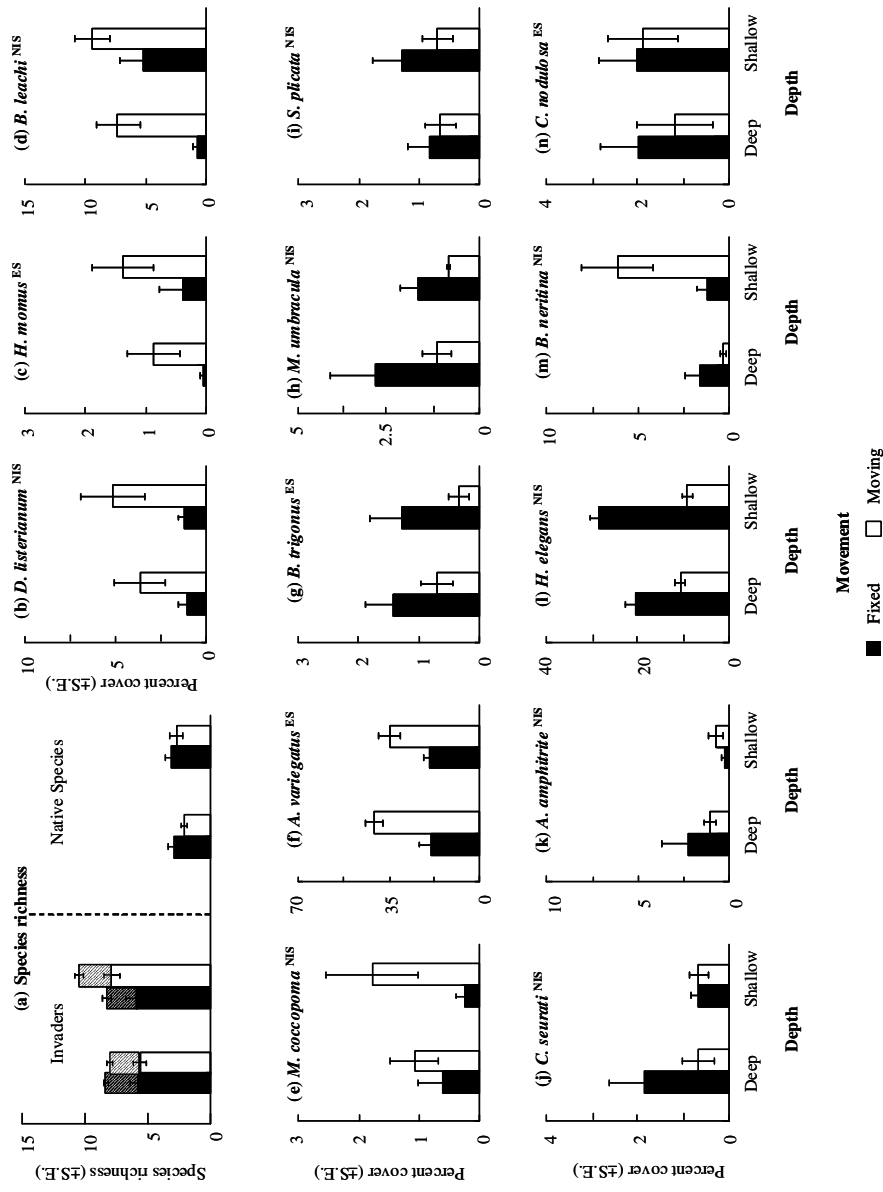 (a) Species richness
Invaders
Native Species
Species richness (±S.E.)
15
10
5
0
(b) D. listerianum NIS
Percent cover (±S.E.)
10
5
0
(c) H. momus ES
3
2
1
0
(d) B. leachi NIS
15
10
5
0
(e) M. coccopoma NIS
Percent cover (±S.E.)
3
2
1
0
(f) A. variegatus ES
70
35
0
(g) B. trigonus ES
3
2
1
0
(h) M. umbracula NIS
5
2.5
0
(i) S. plicata NIS
3
2
1
0
(j) C. seurati NIS
Percent cover (±S.E.)
4
2
0
Deep Shallow
Depth
(k) A. amphitrite NIS
10
5
0
Deep Shallow
Depth
(l) H. elegans NIS
40
20
0
Deep Shallow
Depth
(m) B. neritina NIS
10
5
0
Deep Shallow
Depth
(n) C. nodulosa ES
4
2
0
Deep Shallow
Depth
Movement
Fixed Moving